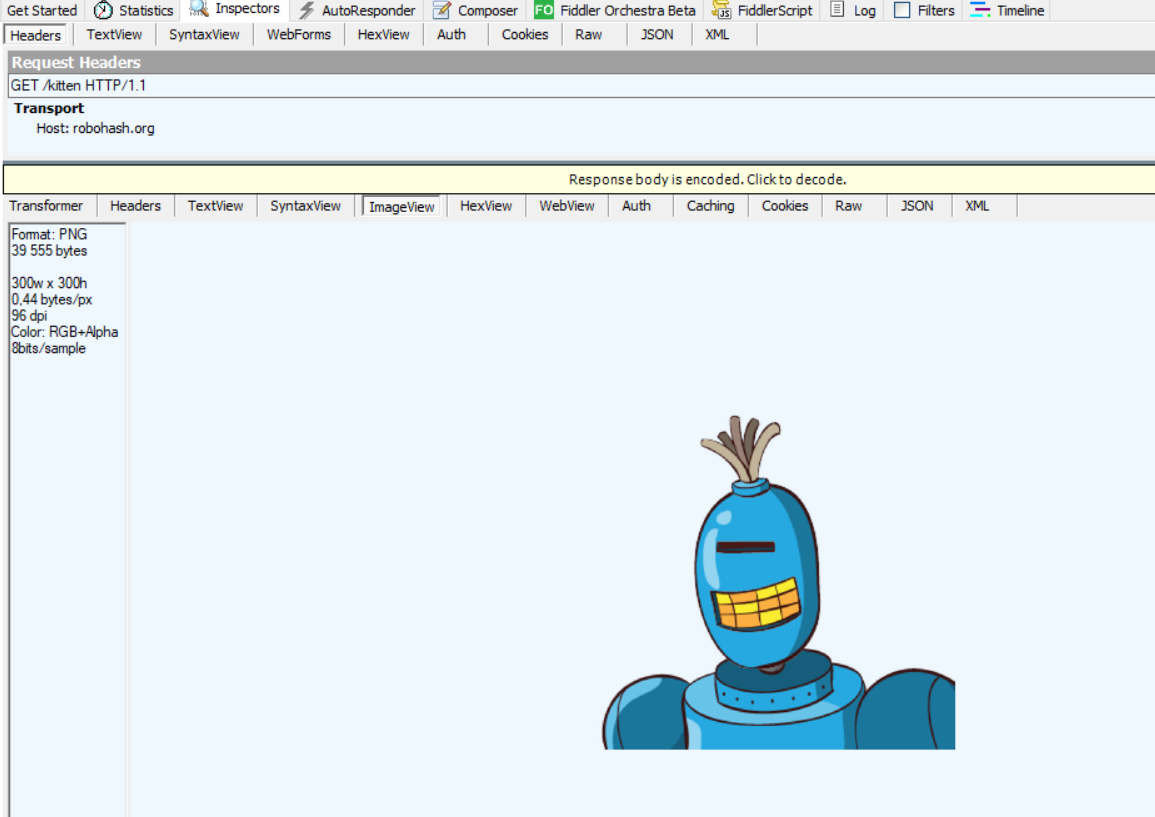 Get Started Statistics Inspectors AutoResponder Composer FO Fiddler Orchestra Beta JS FiddlerScript Log Filters Timeline
Headers TextView SyntaxView WebForms HexView Auth Cookies Raw JSON XML
Request Headers
GET /kitten HTTP/1.1
Transport
Host: robohash.org
Response body is encoded. Click to decode.
Transformer Headers TextView SyntaxView ImageView HexView WebView Auth Caching Cookies Raw JSON XML
Format: PNG
39 555 bytes
300w x 300h
0,44 bytes/px
96 dpi
Color: RGB+Alpha
8bits/sample